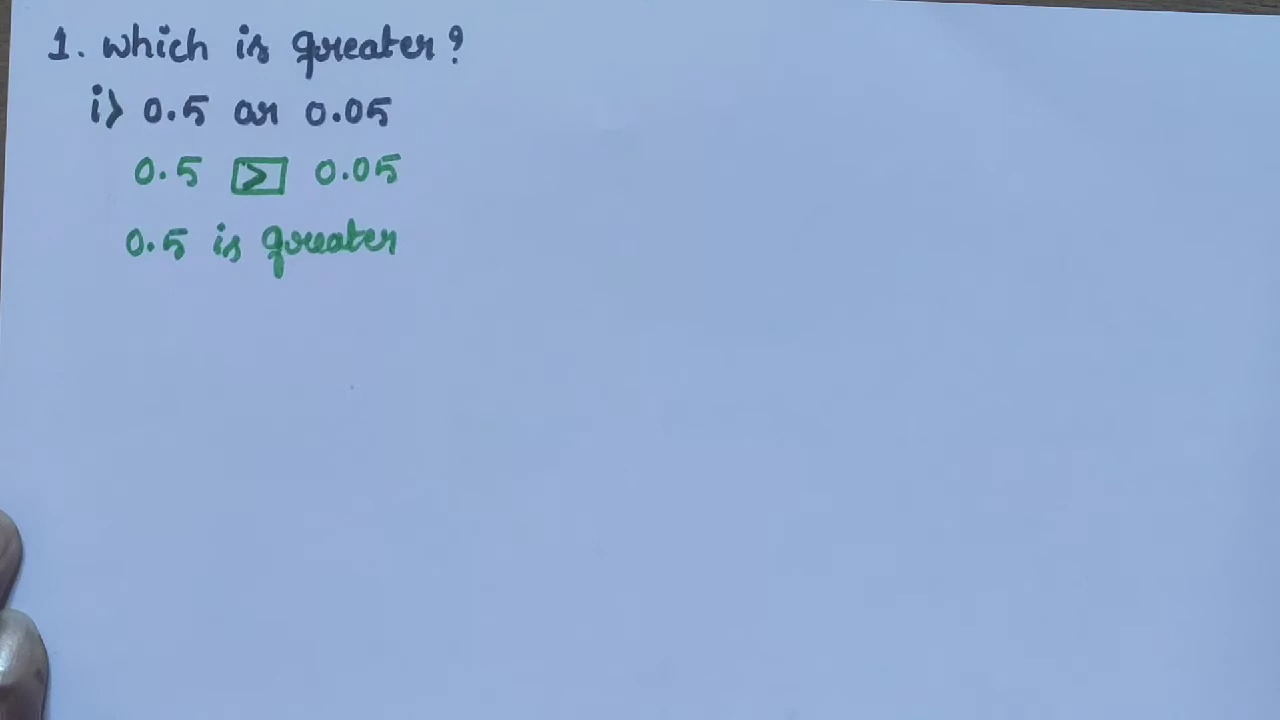 1. which is greater?
i) 0.5 or 0.05
0.5 > 0.05
0.5 is greater